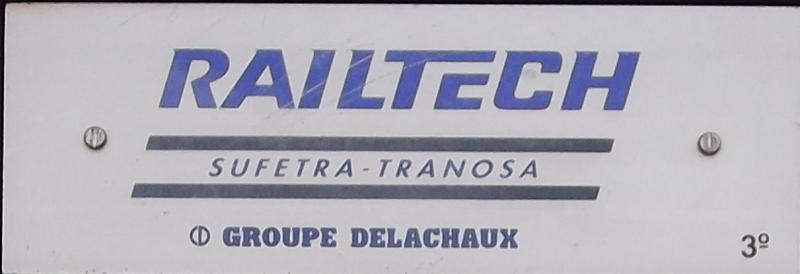 RAILTECH
SUFETRA-TRANOSA
GROUPE DELACHAUX
3º